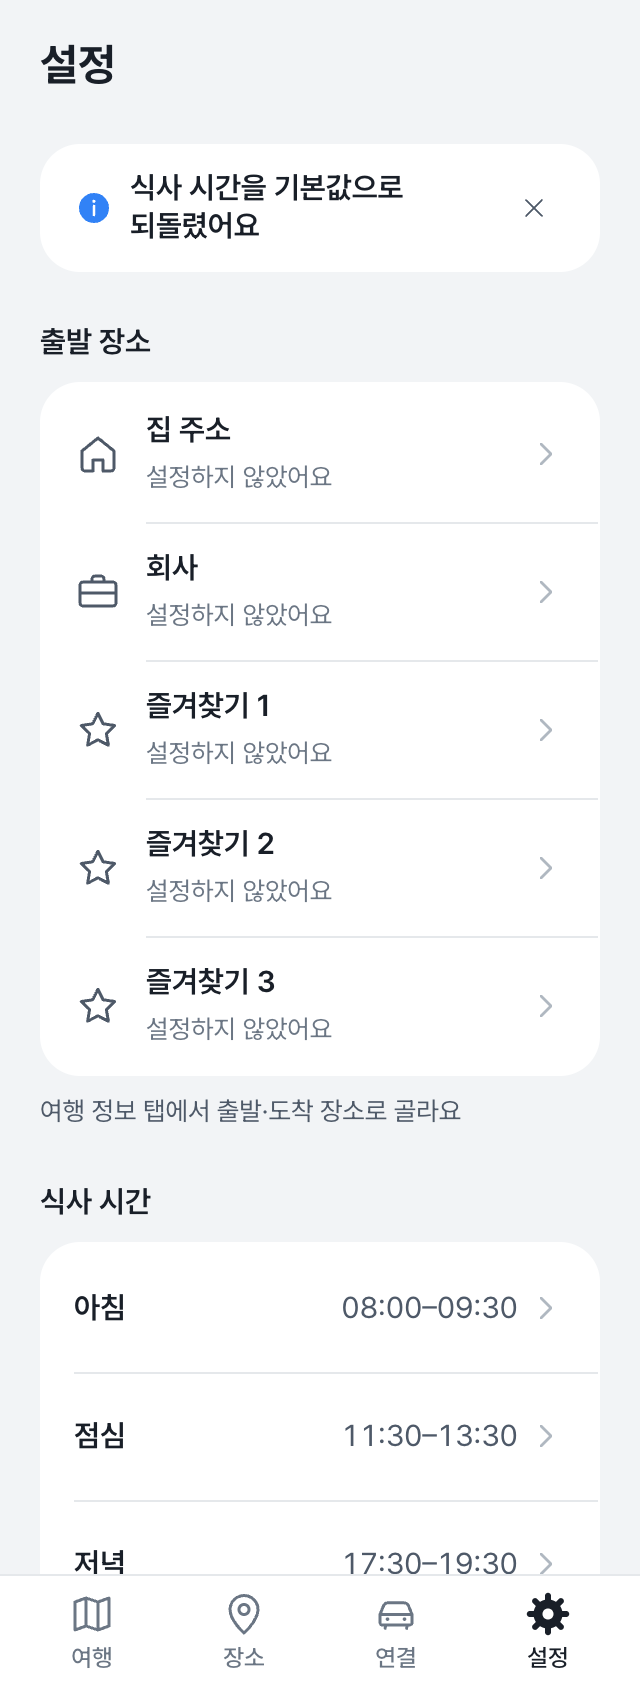 설정
식사 시간을 기본값으로
되돌렸어요
출발 장소
집 주소
설정하지 않았어요
회사
설정하지 않았어요
즐겨찾기 1
설정하지 않았어요
즐겨찾기 2
설정하지 않았어요
즐겨찾기 3
설정하지 않았어요
여행 정보 탭에서 출발·도착 장소로 골라요
식사 시간
아침 08:00–09:30
점심 11:30–13:30
저녁 17:30–19:30
여행 장소 연결 설정